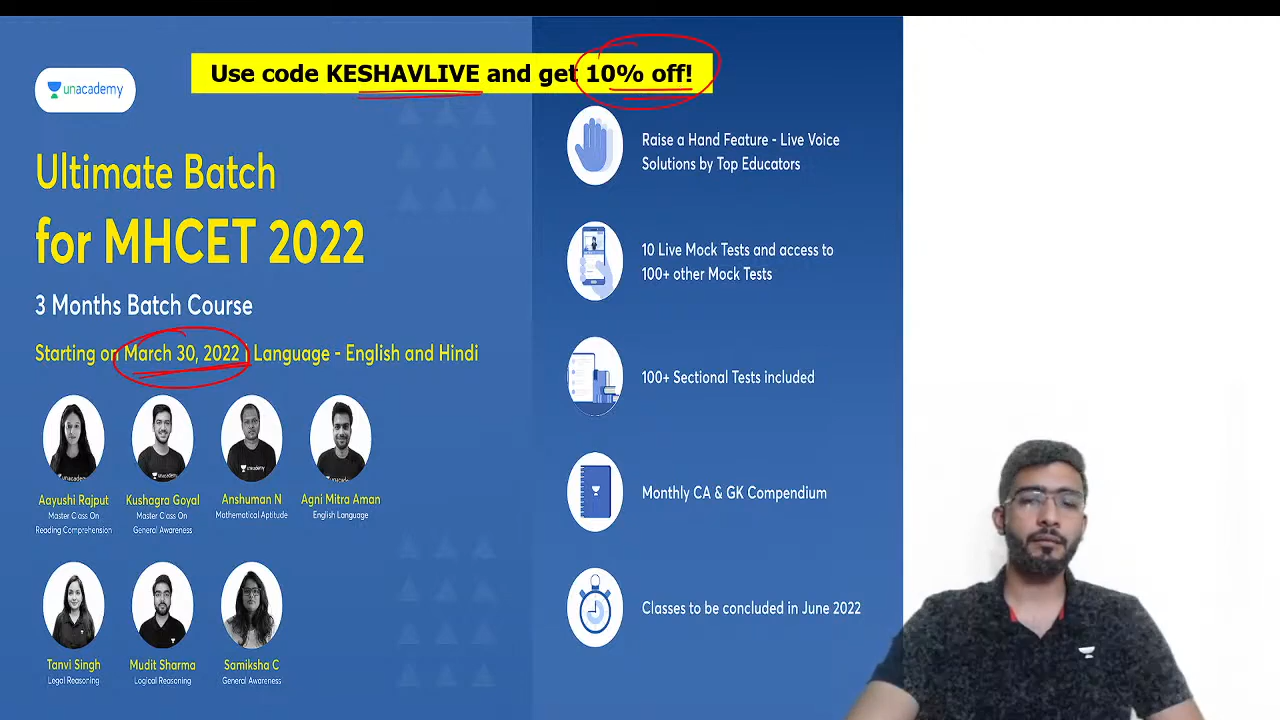 Use code KESHAVLIVE and get 10% off!
unacademy
Ultimate Batch
for MHCET 2022
3 Months Batch Course
Starting on March 30, 2022 | Language - English and Hindi
Aayushi Rajput
Master Class On
Reading Comprehension
Kushagra Goyal
Master Class On
General Awareness
Anshuman N
Mathematical Aptitude
Agni Mitra Aman
English Language
Tanvi Singh
Legal Reasoning
Mudit Sharma
Logical Reasoning
Samiksha C
General Awareness
Raise a Hand Feature - Live Voice
Solutions by Top Educators
10 Live Mock Tests and access to
100+ other Mock Tests
100+ Sectional Tests included
Monthly CA & GK Compendium
Classes to be concluded in June 2022